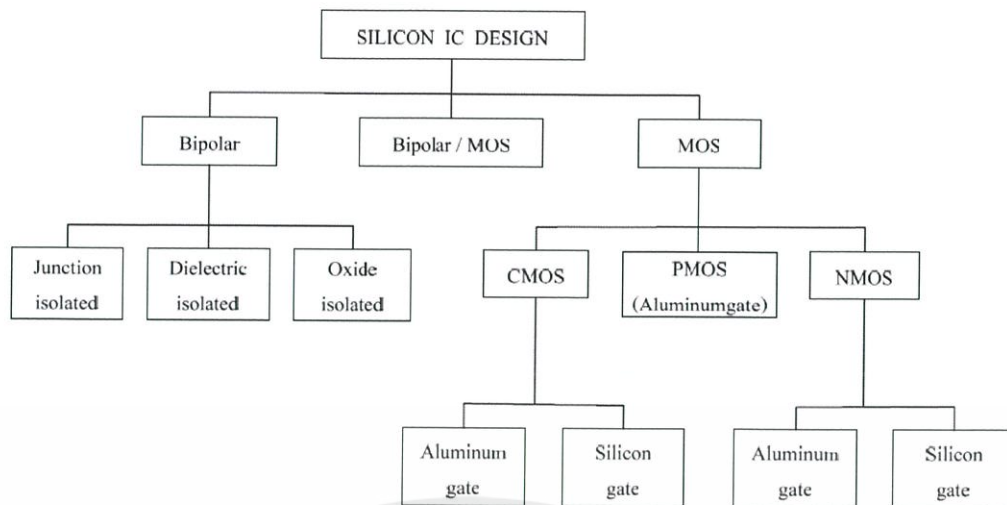 SILICON IC DESIGN
Bipolar
Bipolar / MOS
MOS
Junction
isolated
Dielectric
isolated
Oxide
isolated
CMOS
PMOS
(Aluminumgate)
NMOS
Aluminum
gate
Silicon
gate
Aluminum
gate
Silicon
gate